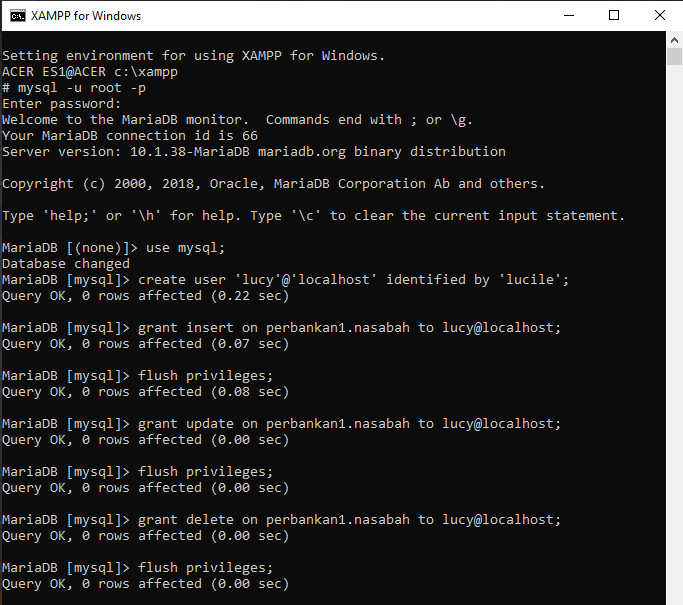 XAMPP for Windows
Setting environment for using XAMPP for Windows.
ACER ES1@ACER c:\xampp
# mysql -u root -p
Enter password:
Welcome to the MariaDB monitor.  Commands end with ; or \g.
Your MariaDB connection id is 66
Server version: 10.1.38-MariaDB mariadb.org binary distribution
Copyright (c) 2000, 2018, Oracle, MariaDB Corporation Ab and others.
Type 'help;' or '\h' for help. Type '\c' to clear the current input statement.
MariaDB [(none)]> use mysql;
Database changed
MariaDB [mysql]> create user 'lucy'@'localhost' identified by 'lucile';
Query OK, 0 rows affected (0.22 sec)
MariaDB [mysql]> grant insert on perbankan1.nasabah to lucy@localhost;
Query OK, 0 rows affected (0.07 sec)
MariaDB [mysql]> flush privileges;
Query OK, 0 rows affected (0.08 sec)
MariaDB [mysql]> grant update on perbankan1.nasabah to lucy@localhost;
Query OK, 0 rows affected (0.00 sec)
MariaDB [mysql]> flush privileges;
Query OK, 0 rows affected (0.00 sec)
MariaDB [mysql]> grant delete on perbankan1.nasabah to lucy@localhost;
Query OK, 0 rows affected (0.00 sec)
MariaDB [mysql]> flush privileges;
Query OK, 0 rows affected (0.00 sec)